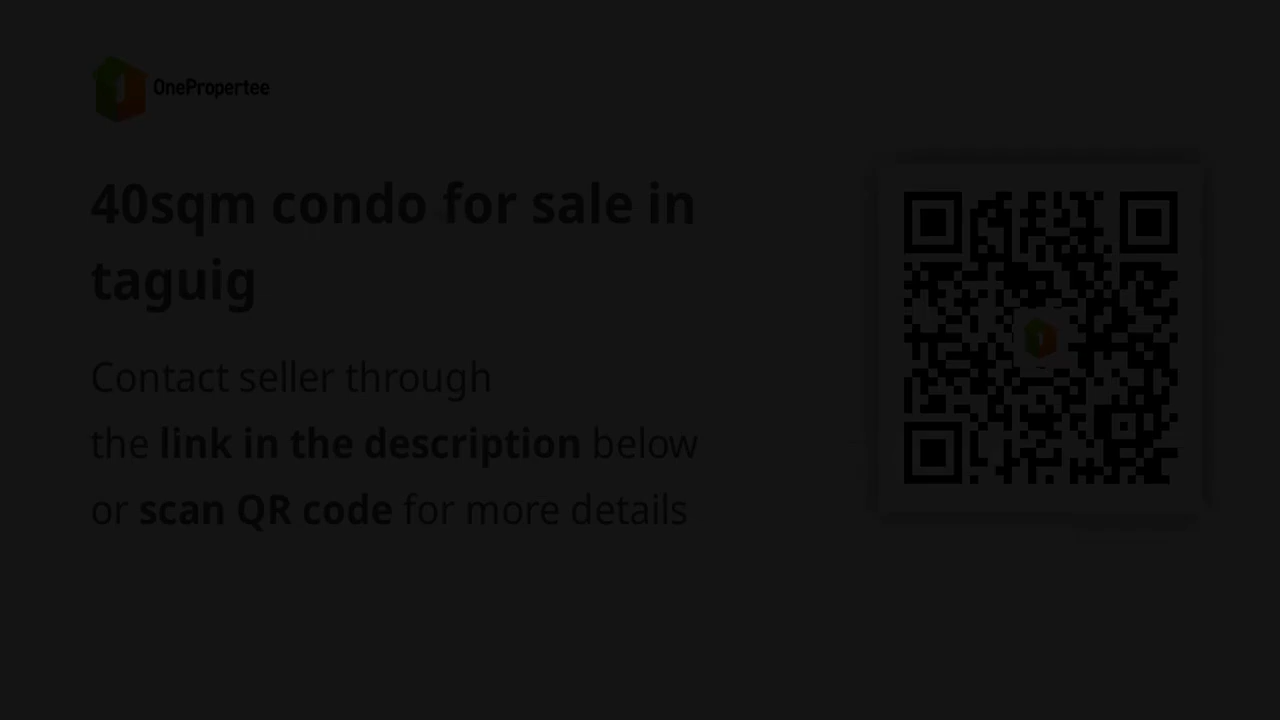 OnePropertee
40sqm condo for sale in
taguig
Contact seller through
the link in the description below
or scan QR code for more details